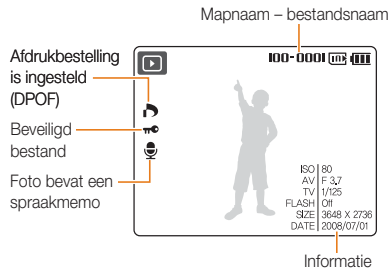 Mapnaam – bestandsnaam
Afdrukbestelling
is ingesteld
(DPOF)
Beveiligd
bestand
Foto bevat een
spraakmemo
100-0001 IN
ISO 80
AV F 3.7
TV 1/125
FLASH Off
SIZE 3648 X 2736
DATE 2008/07/01
Informatie